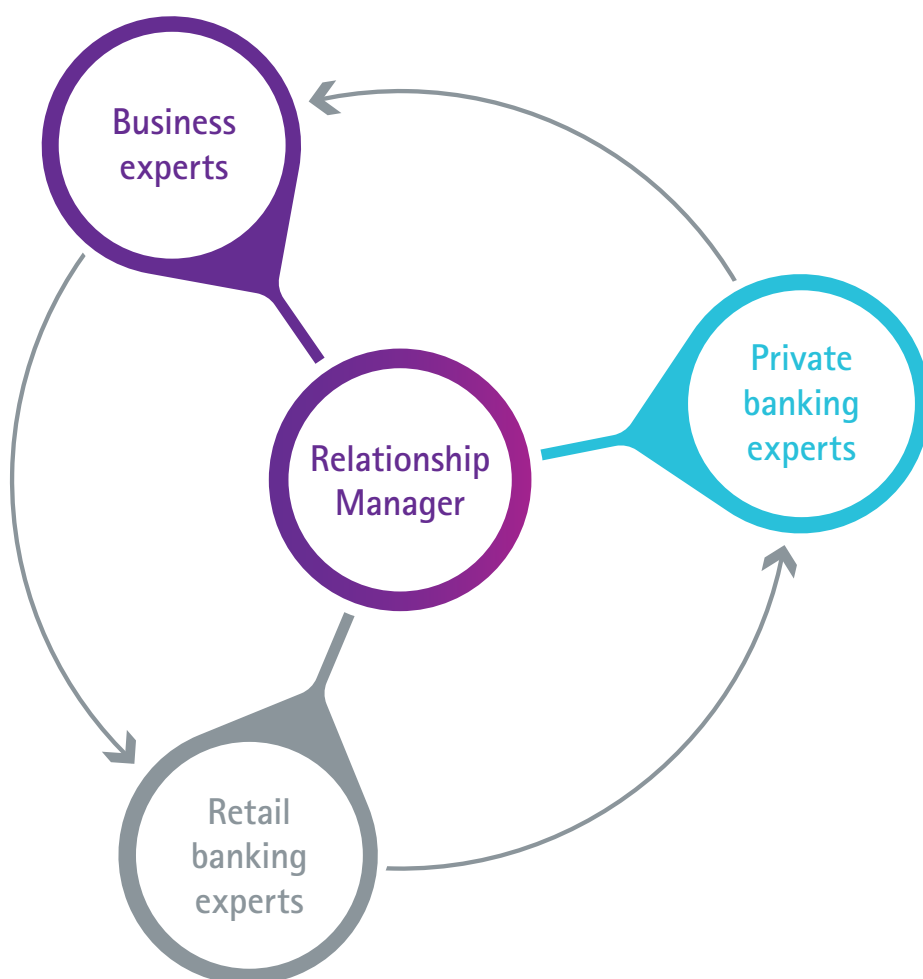 Business
experts
Private
banking
experts
Relationship
Manager
Retail
banking
experts